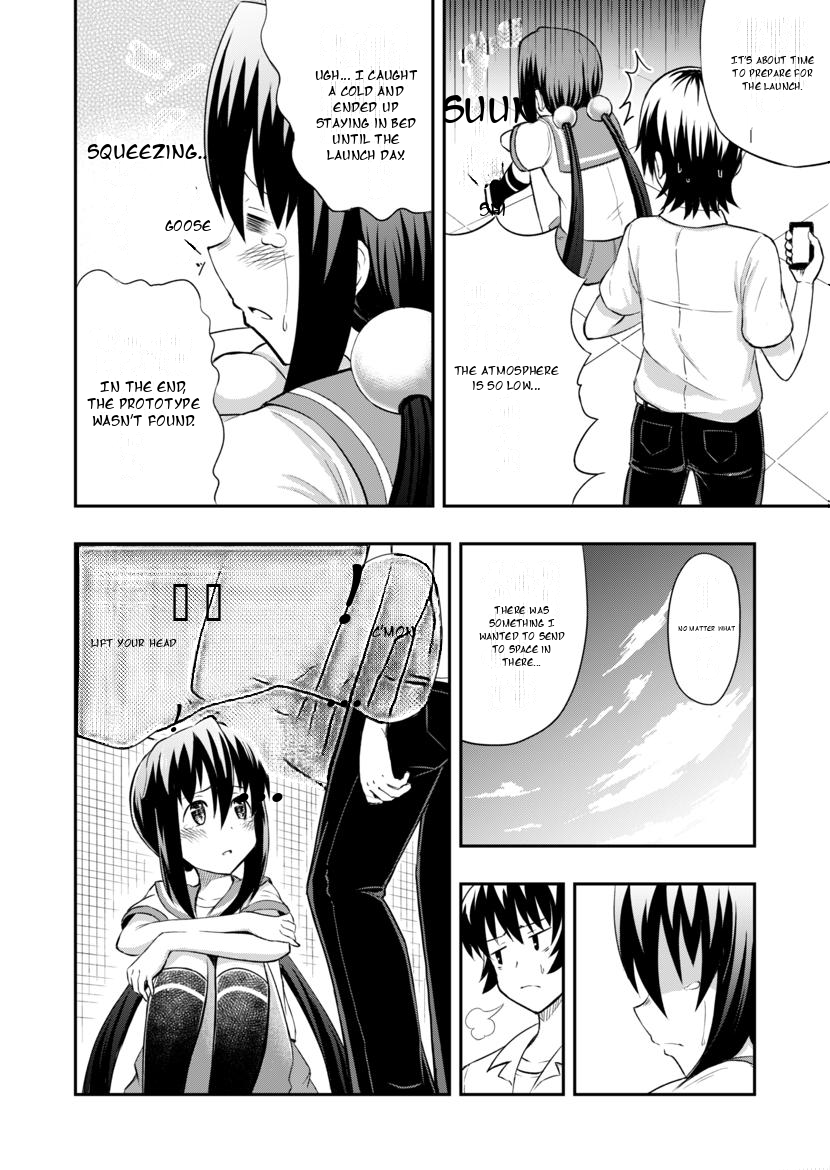 IT'S ABOUT TIME
TO PREPARE FOR
THE LAUNCH.
SUUN
THE ATMOSPHERE
IS SO LOW...
UGH... I CAUGHT
A COLD AND
ENDED UP
STAYING IN BED
UNTIL THE
LAUNCH DAY.
SQUEEZING...
GOOSE
IN THE END,
THE PROTOTYPE
WASN'T FOUND.
NO MATTER WHAT
THERE WAS
SOMETHING I
WANTED TO SEND
TO SPACE IN
THERE...
C'MON
LIFT YOUR HEAD